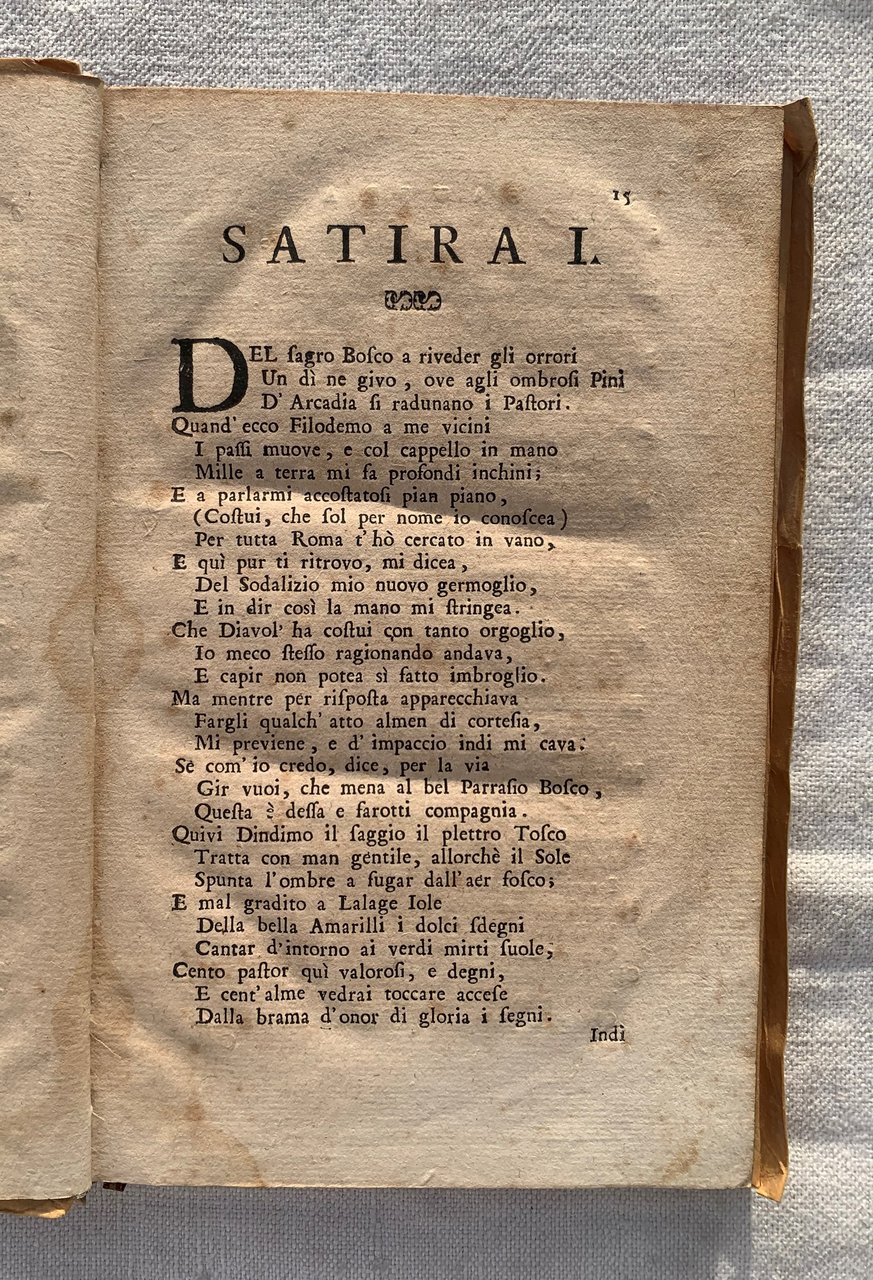 15
SATIRA I.
DEL ſagro Boſco a riveder gli orrori
Un dì ne givo, ove agli ombroſi Pini
D' Arcadia ſi radunano i Paſtori.
Quand' ecco Filodemo a me vicini
I paſſi muove, e col cappello in mano
Mille a terra mi fa profondi inchini;
E a parlarmi accoſtatoſi pian piano,
(Coſtui, che ſol per nome io conoſcea)
Per tutta Roma t' hò cercato in vano,
E quì pur ti ritrovo, mi dicea,
Del Sodalizio mio nuovo germoglio,
E in dir così la mano mi ſtringea.
Che Diavol' ha coſtui con tanto orgoglio,
Io meco ſteſſo ragionando andava,
E capir non potea sì fatto imbroglio.
Ma mentre per riſpoſta apparecchiava
Fargli qualch' atto almen di corteſia,
Mi previene, e d' impaccio indi mi cava:
Se com' io credo, dice, per la via
Gir vuoi, che mena al bel Parraſio Boſco,
Queſta è deſſa e farotti compagnia.
Quivi Dindimo il ſaggio il plettro Toſco
Tratta con man gentile, allorchè il Sole
Spunta l'ombre a fugar dall'aer foſco;
E mal gradito a Lalage Iole
Della bella Amarilli i dolci ſdegni
Cantar d'intorno ai verdi mirti ſuole,
Cento paſtor quì valoroſi, e degni,
E cent' alme vedrai toccare acceſe
Dalla brama d'onor di gloria i ſegni.
Indi